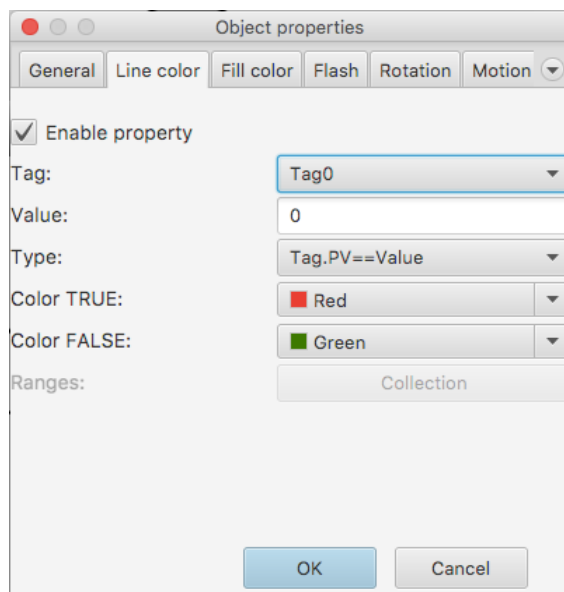 Object properties
General Line color Fill color Flash Rotation Motion
Enable property
Tag: Tag0
Value: 0
Type: Tag.PV==Value
Color TRUE: Red
Color FALSE: Green
Ranges: Collection
OK Cancel